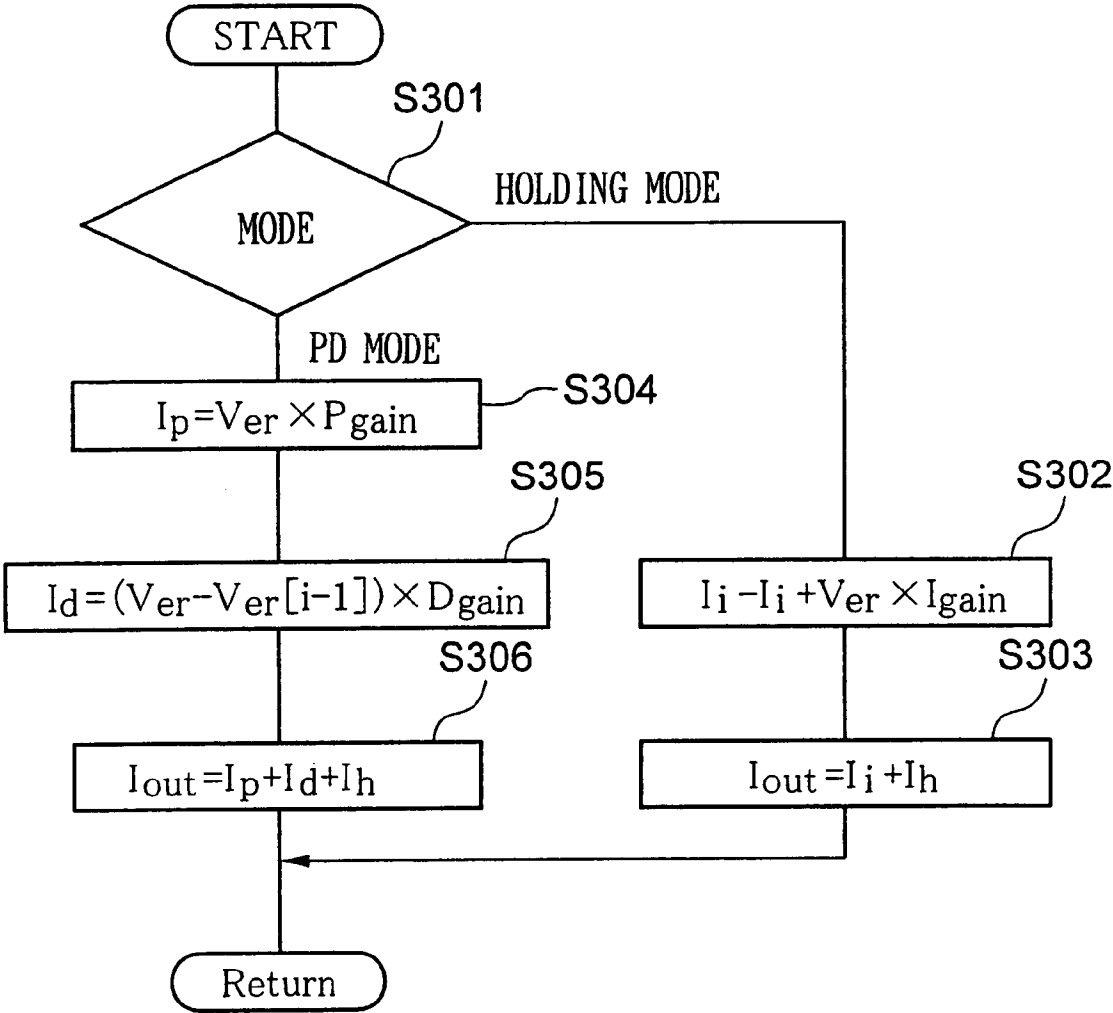 START
S301
MODE
HOLDING MODE
PD MODE
S304
Ip=Ver×Pgain
S305
Id=(Ver-Ver[i-1])×Dgain
S306
Iout=Ip+Id+Ih
S302
Ii-Ii+Ver×Igain
S303
Iout=Ii+Ih
Return